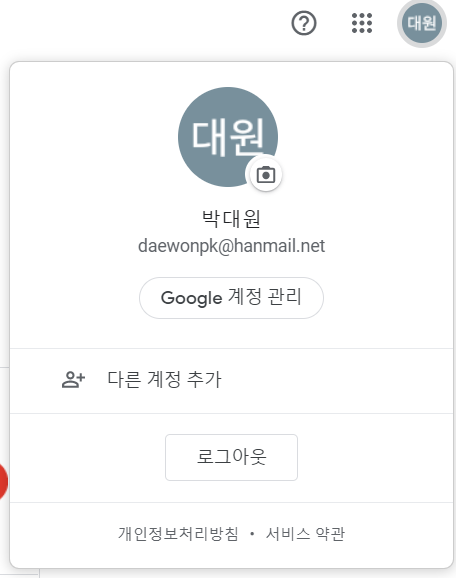 대원
대원
박대원
daewonpk@hanmail.net
Google 계정 관리
다른 계정 추가
로그아웃
개인정보처리방침 • 서비스 약관